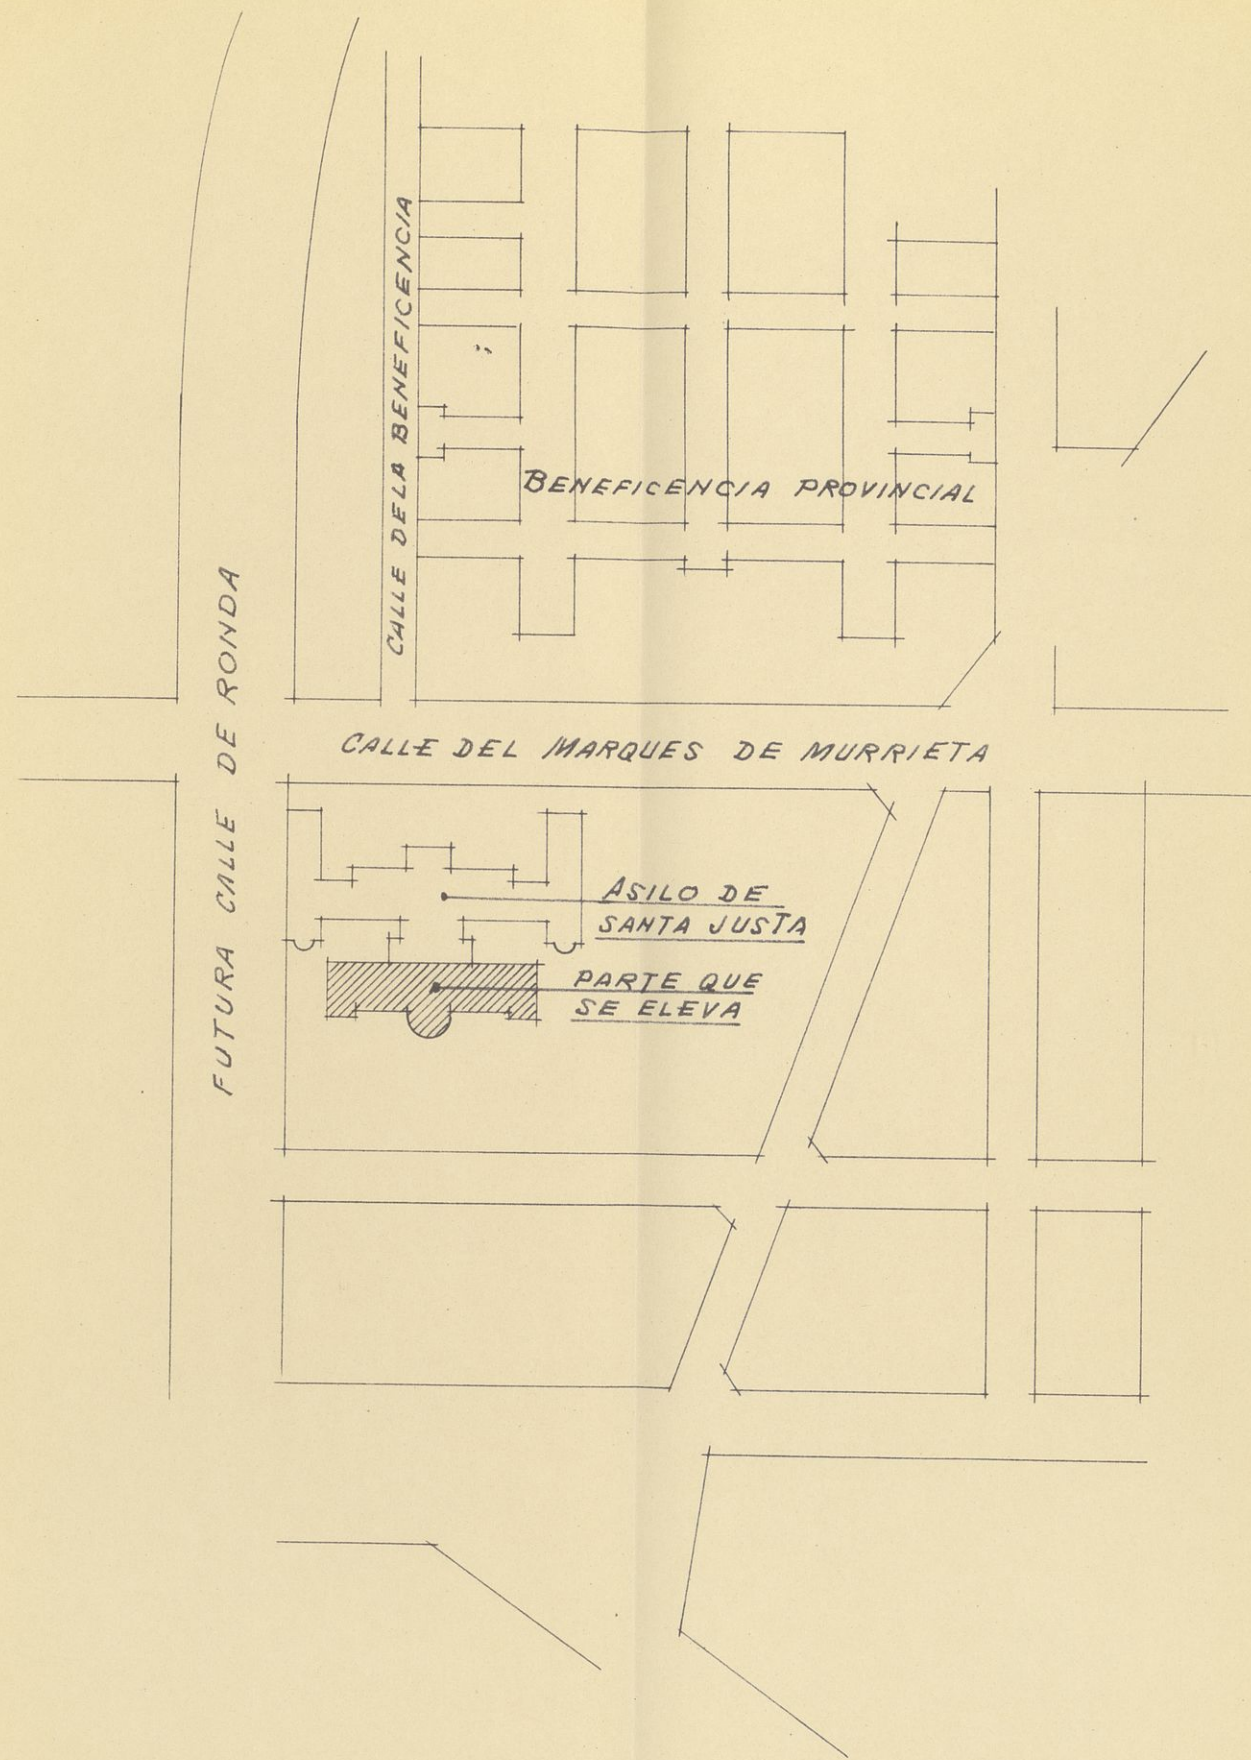 CALLE DE LA BENEFICENCIA
BENEFICENCIA PROVINCIAL
FUTURA CALLE DE RONDA
CALLE DEL MARQUES DE MURRIETA
ASILO DE
SANTA JUSTA
PARTE QUE
SE ELEVA